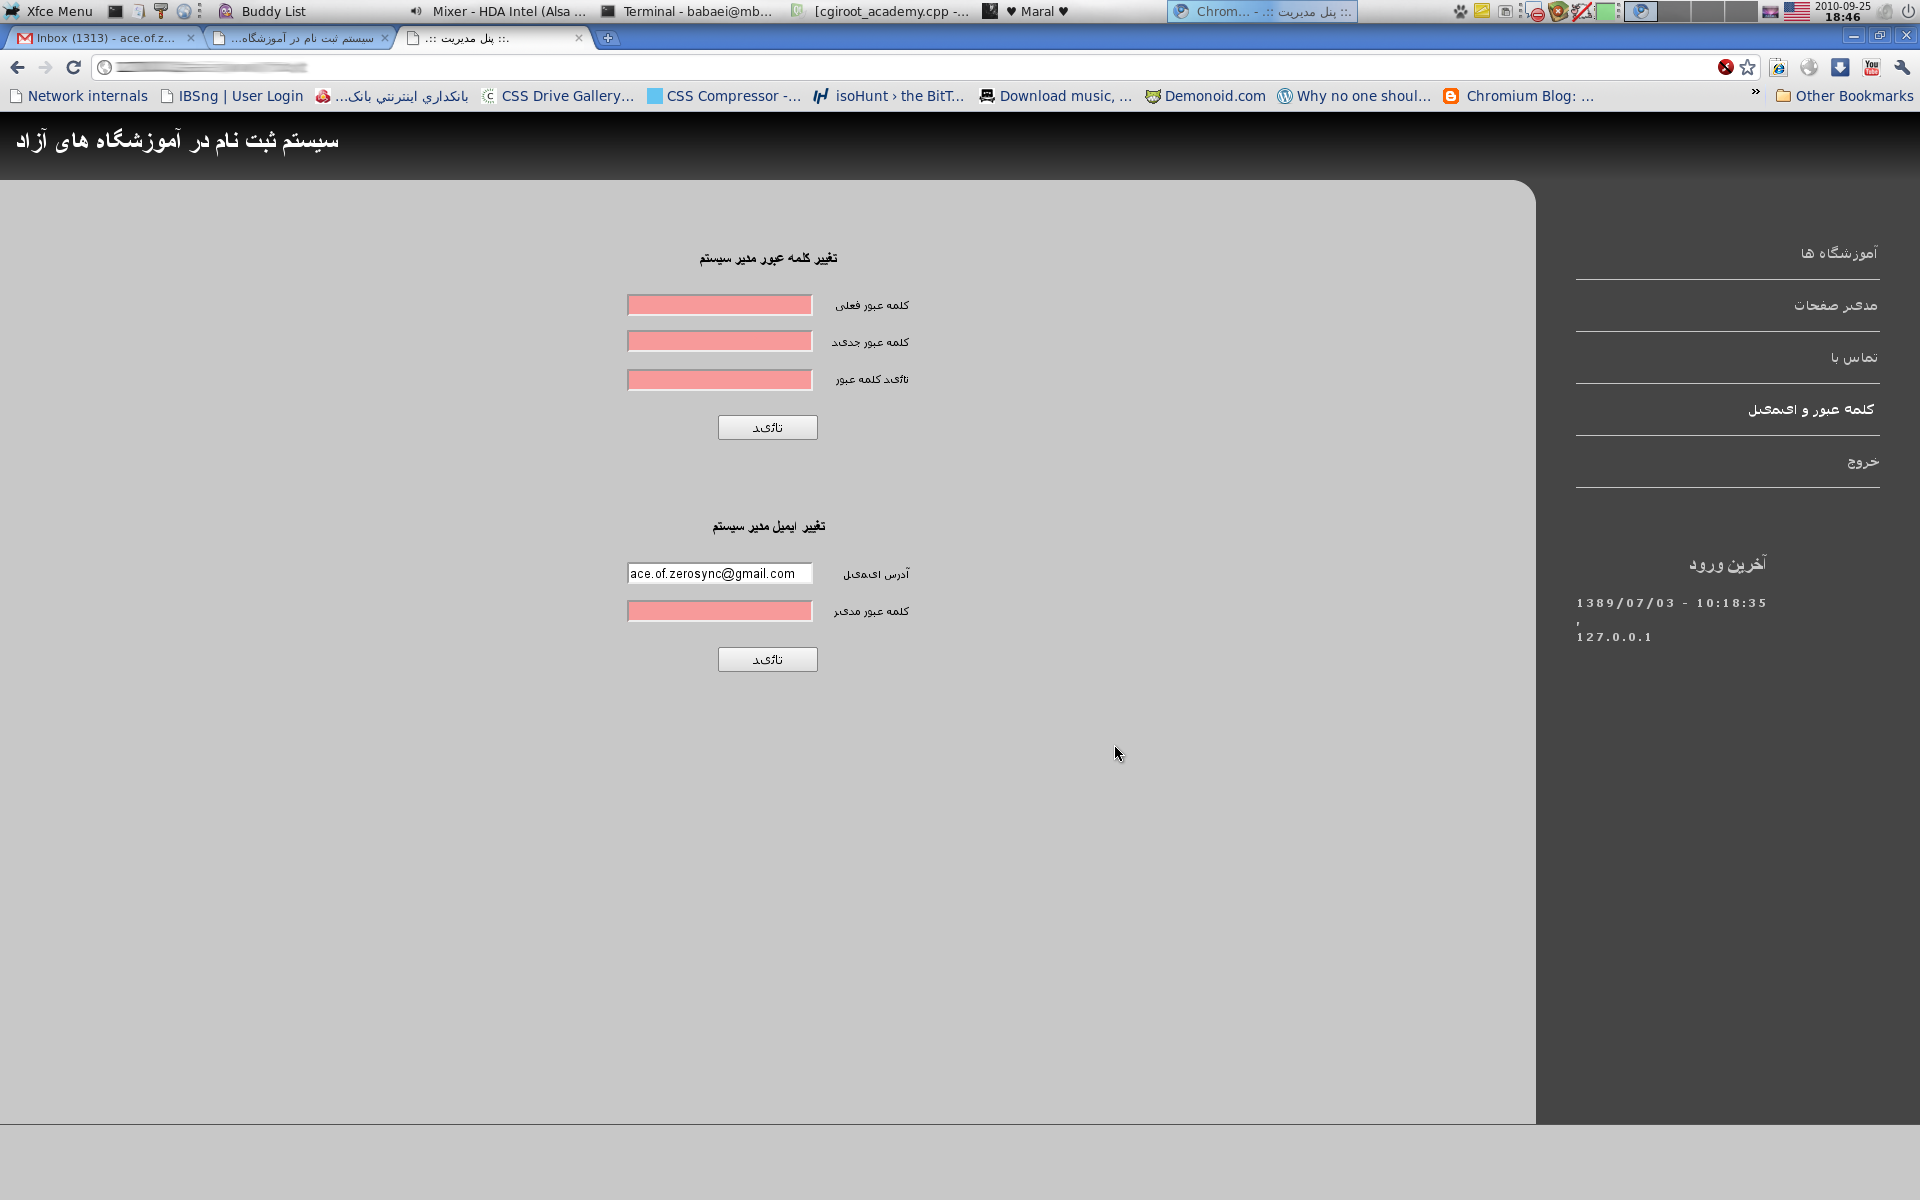 Xfce Menu Buddy List Mixer - HDA Intel (Alsa ... Terminal - babaei@mb... [cgiroot_academy.cpp -... ♥ Maral ♥ Chrom... - .:: پنل مدیریت ::. 2010-09-25
18:46
Inbox (1313) - ace.of.z... سیستم ثبت نام در آموزشگاه... .:: پنل مدیریت ::.
Network internals IBSng | User Login بانکداري اينترنتي بانک... CSS Drive Gallery... CSS Compressor -... isoHunt › the BitT... Download music, ... Demonoid.com Why no one shoul... Chromium Blog: ... » Other Bookmarks
سیستم ثبت نام در آموزشگاه های آزاد
تغییر کلمه عبور مدیر سیستم
کلمه عبور فعلی
کلمه عبور جدید
تائید کلمه عبور
تائید
تغییر ایمیل مدیر سیستم
آدرس ایمیل ace.of.zerosync@gmail.com
کلمه عبور مدیر
تائید
آموزشگاه ها
مدیر صفحات
تماس با
کلمه عبور و ایمیل
خروج
آخرین ورود
1389/07/03 - 10:18:35
,
127.0.0.1